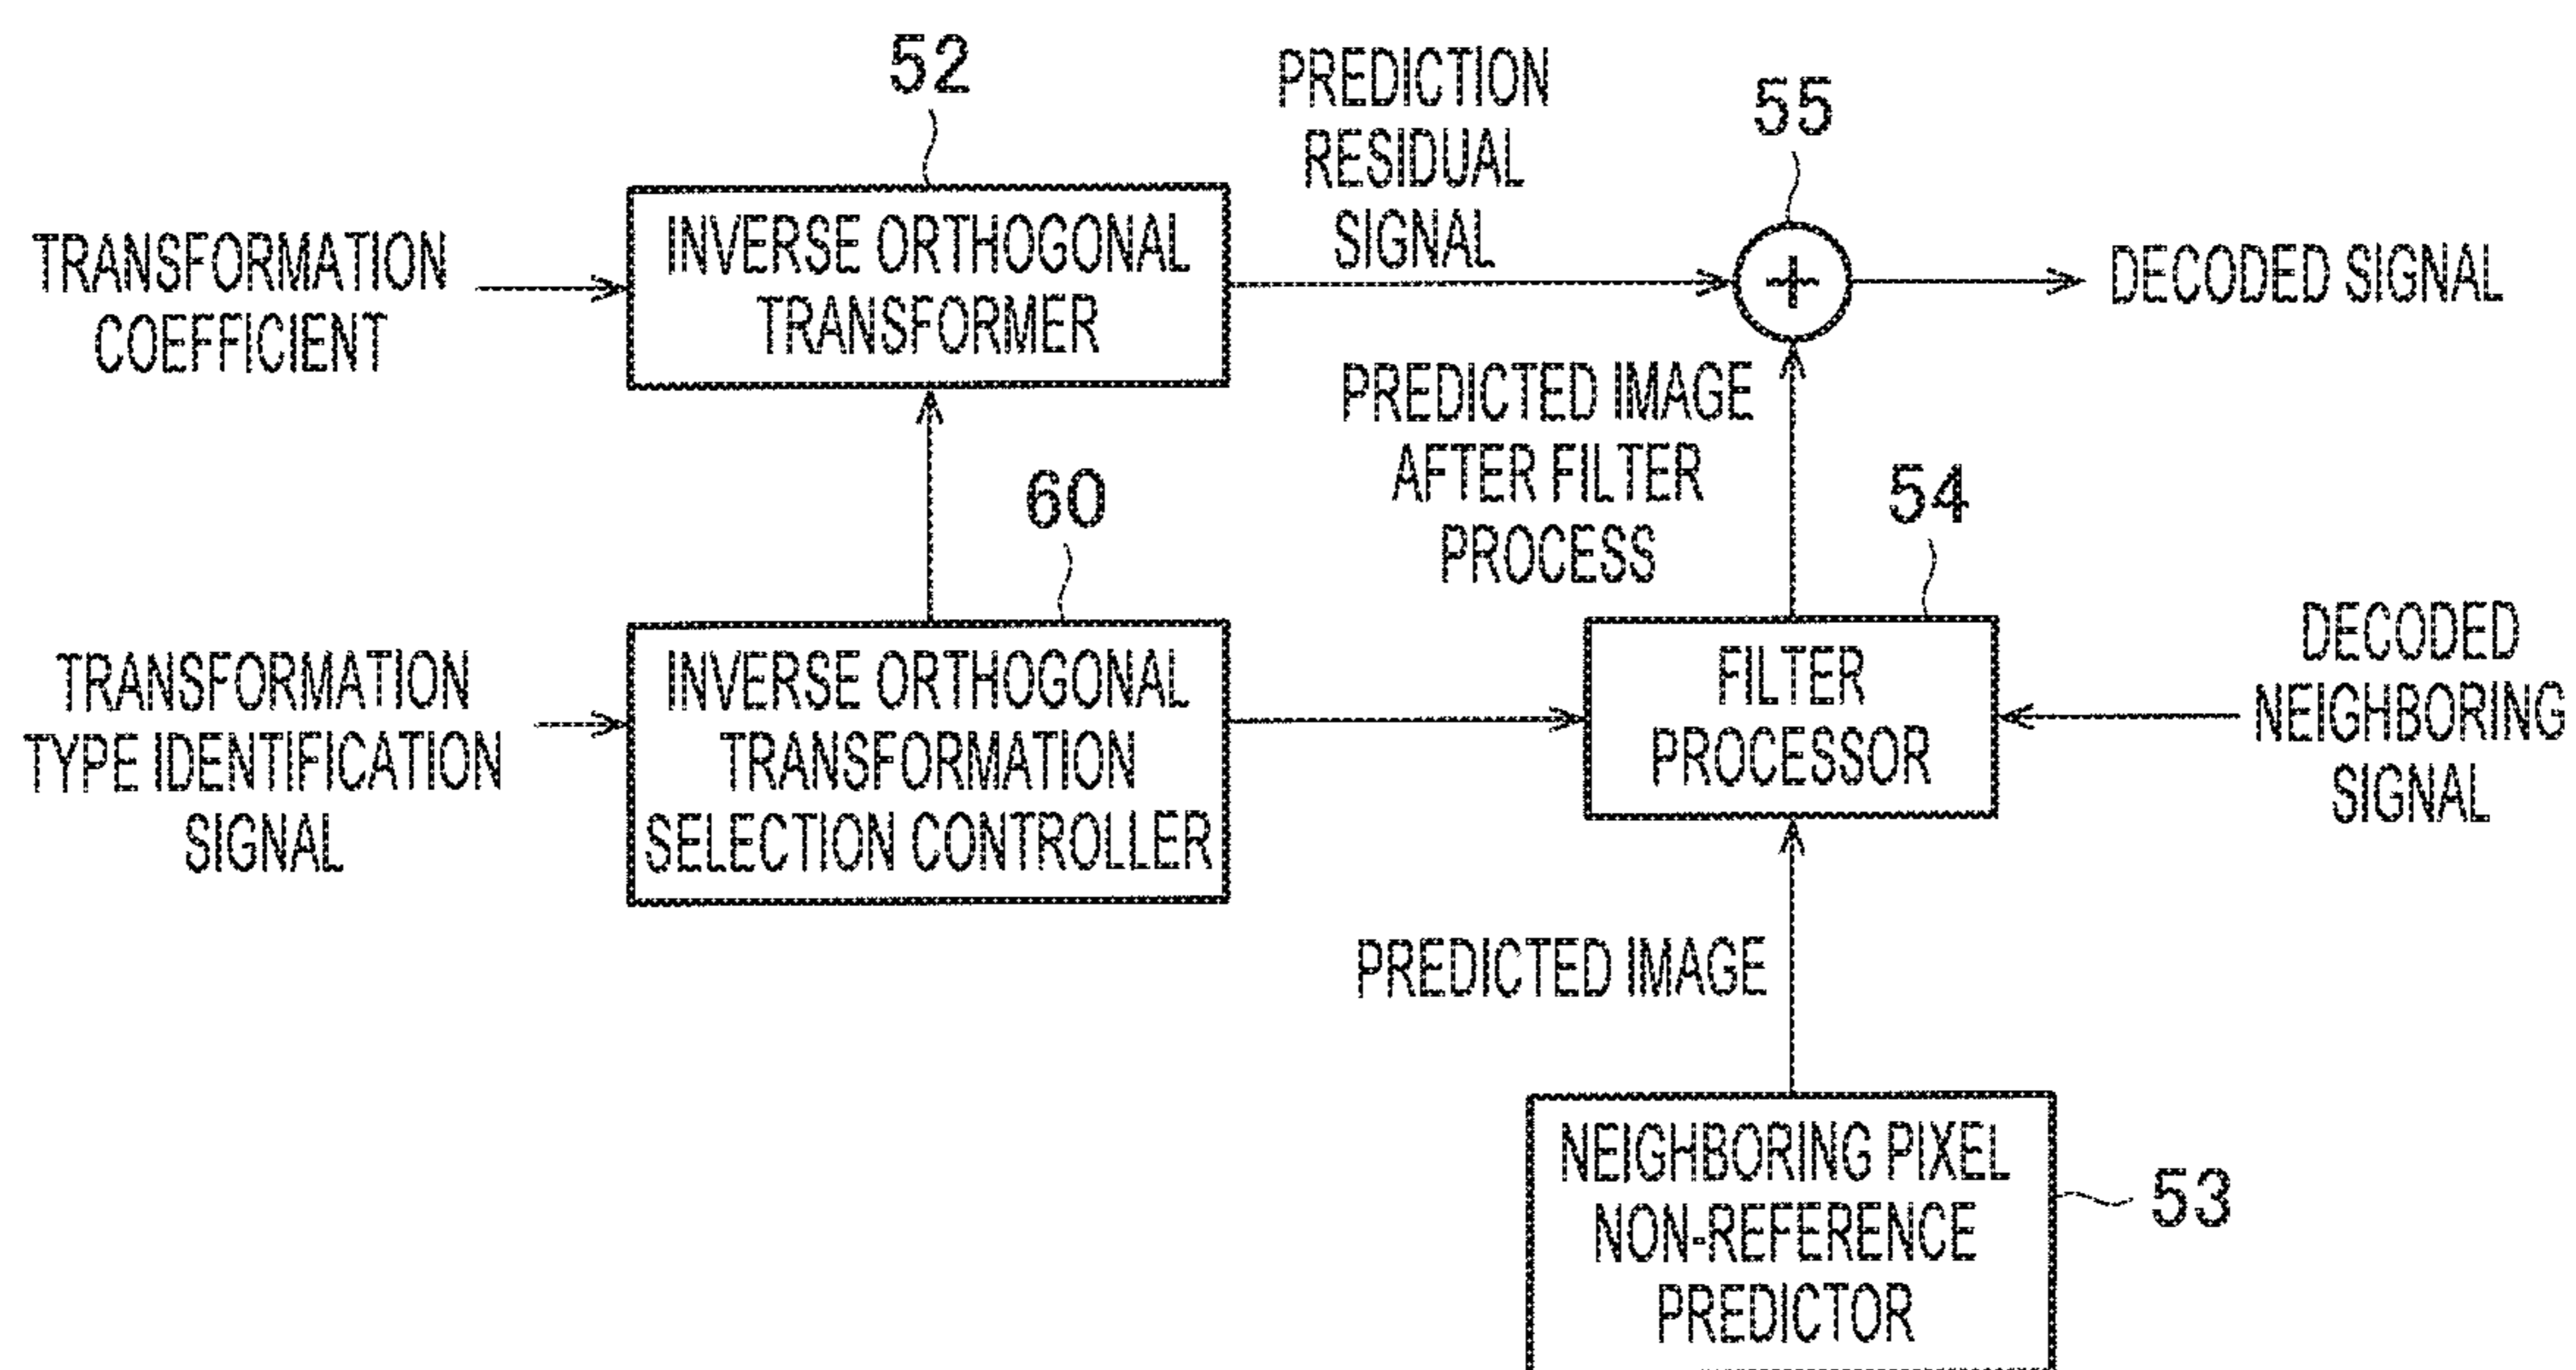 52
PREDICTION
RESIDUAL
SIGNAL
55
TRANSFORMATION
COEFFICIENT
INVERSE ORTHOGONAL
TRANSFORMER
+
DECODED SIGNAL
PREDICTED IMAGE
AFTER FILTER
PROCESS
60
54
TRANSFORMATION
TYPE IDENTIFICATION
SIGNAL
INVERSE ORTHOGONAL
TRANSFORMATION
SELECTION CONTROLLER
FILTER
PROCESSOR
DECODED
NEIGHBORING
SIGNAL
PREDICTED IMAGE
NEIGHBORING PIXEL
NON-REFERENCE
PREDICTOR
53